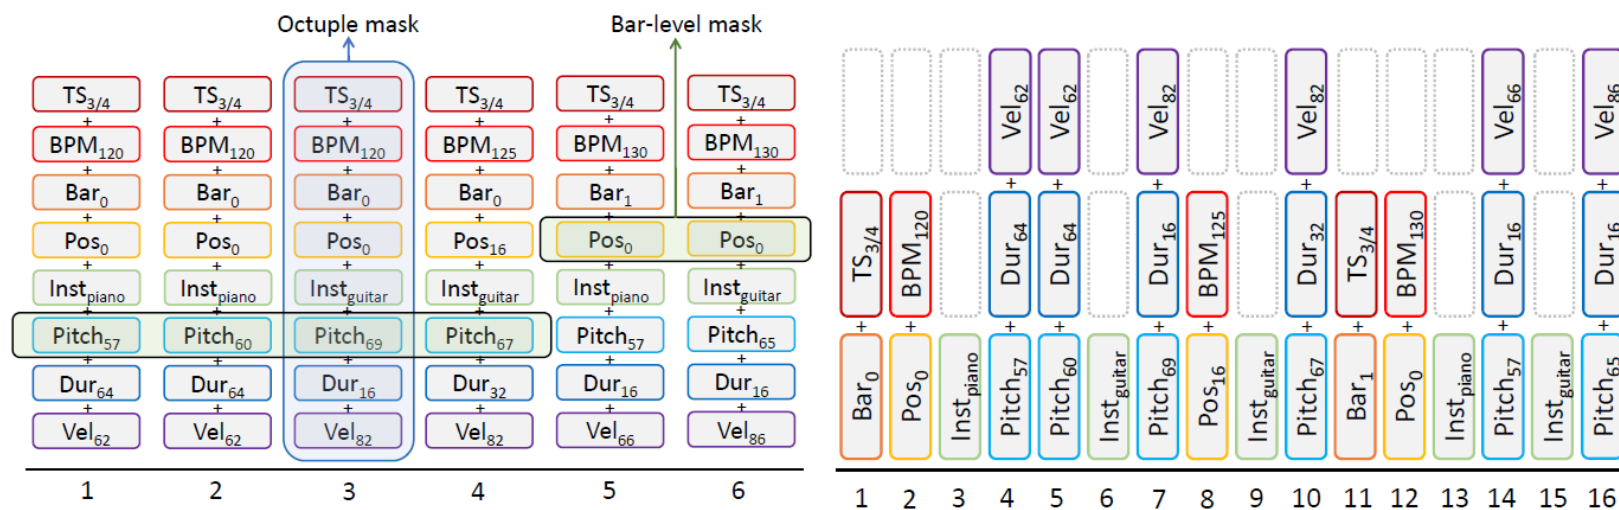 Octuple mask Bar-level mask
TS3/4 TS3/4 TS3/4 TS3/4 TS3/4 TS3/4
+ + + + + +
BPM120 BPM120 BPM120 BPM125 BPM130 BPM130
+ + + + + +
Bar0 Bar0 Bar0 Bar0 Bar1 Bar1
+ + + + + +
Pos0 Pos0 Pos0 Pos16 Pos0 Pos0
+ + + + + +
Instpiano Instpiano Instguitar Instguitar Instpiano Instguitar
+ + + + + +
Pitch57 Pitch60 Pitch69 Pitch67 Pitch57 Pitch65
+ + + + + +
Dur64 Dur64 Dur16 Dur32 Dur16 Dur16
+ + + + + +
Vel62 Vel62 Vel82 Vel82 Vel66 Vel86
1 2 3 4 5 6
Vel62 Vel62 Vel82 Vel82 Vel66 Vel86
+ + + + + +
TS3/4 BPM120 Dur64 Dur64 Dur16 BPM125 Dur32 TS3/4 BPM130 Dur16 Dur16
+ + + + + + + + + + +
Bar0 Pos0 Instpiano Pitch57 Pitch60 Instguitar Pitch69 Pos16 Instguitar Pitch67 Bar1 Pos0 Instpiano Pitch57 Instguitar Pitch65
1 2 3 4 5 6 7 8 9 10 11 12 13 14 15 16